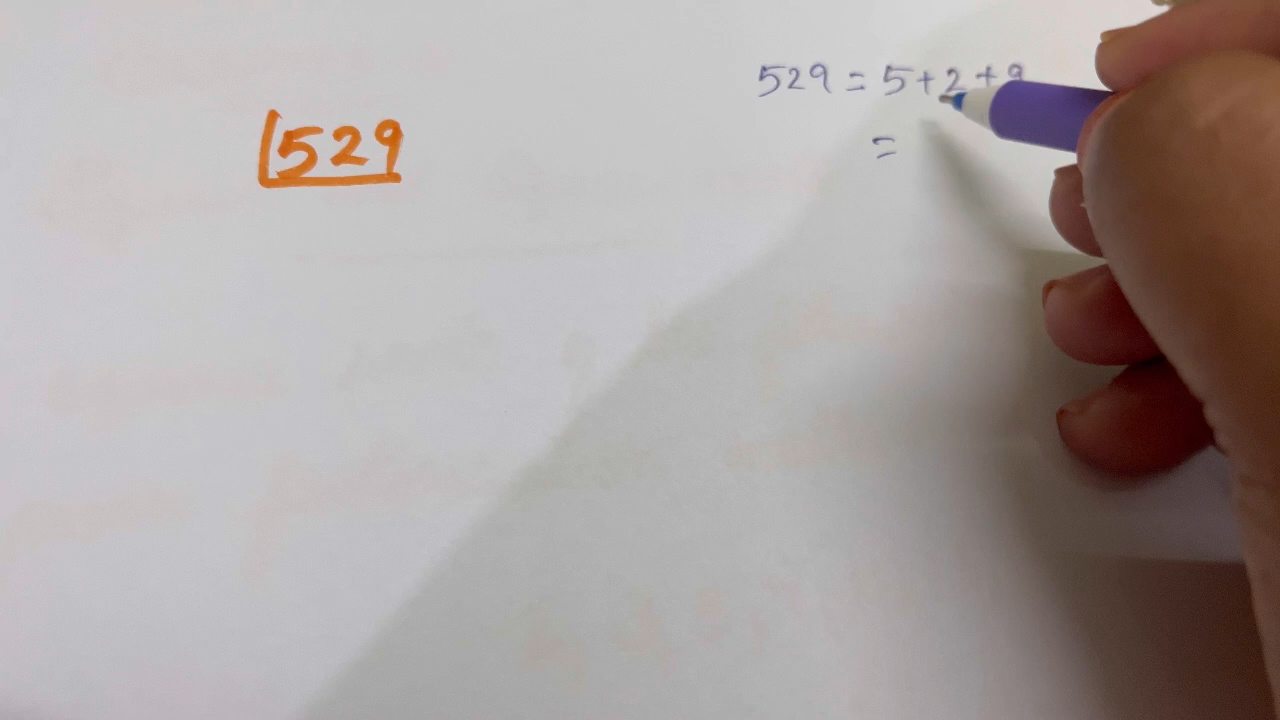 529
529 = 5+2+9
=